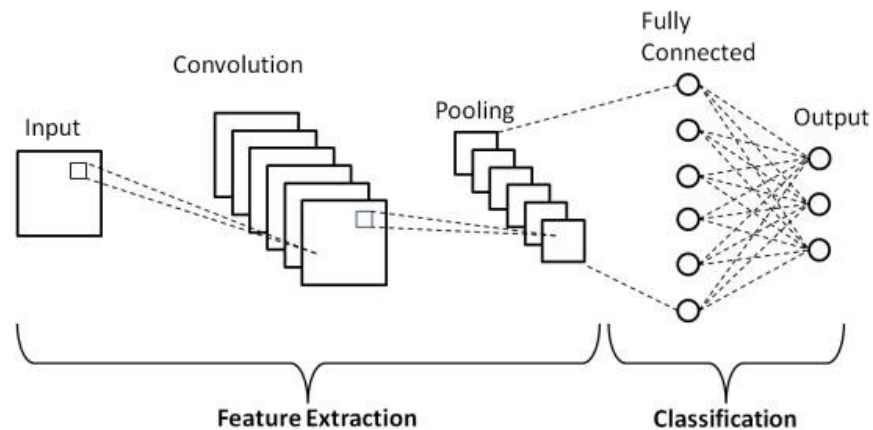 Input
Convolution
Pooling
Fully
Connected
Output
Feature Extraction
Classification